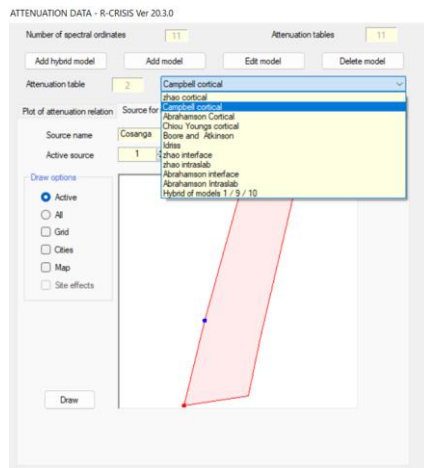 ATTENUATION DATA - R-CRISIS Ver 20.3.0
Number of spectral ordinates 11 Attenuation tables 11
Add hybrid model Add model Edit model Delete model
Attenuation table 2 Campbell cortical
zhao cortical
Campbell cortical
Abrahamson Cortical
Chiou Youngs cortical
Boore and Atkinson
Idriss
zhao interface
zhao intraslab
Abrahamson interface
Abrahamson Intraslab
Hybrid of models 1 / 9 / 10
Plot of attenuation relation Source for
Source name Cosanga
Active source 1
Draw options
Active
All
Grid
Cities
Map
Site effects
Draw